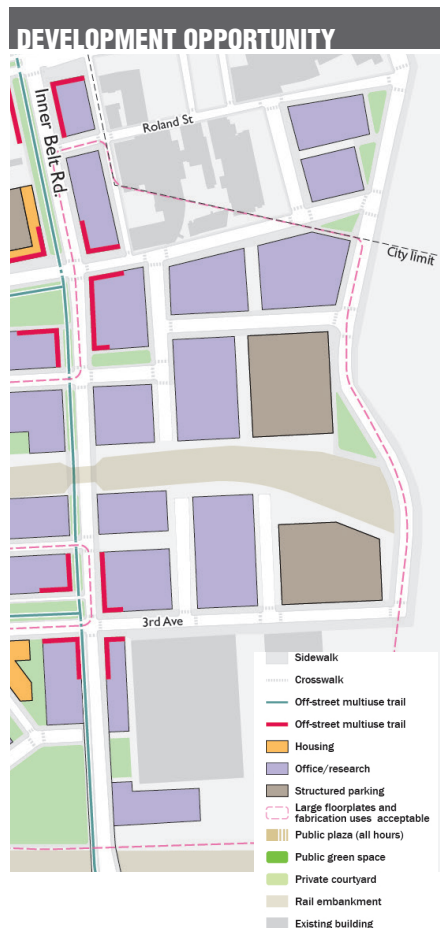 DEVELOPMENT OPPORTUNITY
Inner Belt Rd.
Roland St
City limit
3rd Ave
Sidewalk
Crosswalk
Off-street multiuse trail
Off-street multiuse trail
Housing
Office/research
Structured parking
Large floorplates and
fabrication uses acceptable
Public plaza (all hours)
Public green space
Private courtyard
Rail embankment
Existing building